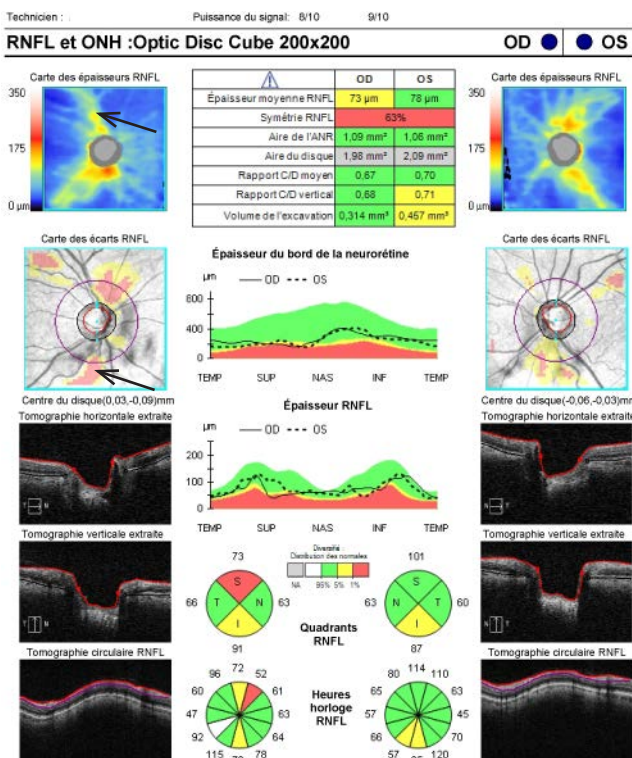 Technicien : Puissance du signal: 8/10 9/10
RNFL et ONH :Optic Disc Cube 200x200 OD OS
Carte des épaisseurs RNFL
350
175
0 µm
OD OS
Épaisseur moyenne RNFL 73 µm 78 µm
Symétrie RNFL 63%
Aire de l'ANR 1,09 mm² 1,06 mm²
Aire du disque 1,98 mm² 2,09 mm²
Rapport C/D moyen 0,67 0,70
Rapport C/D vertical 0,68 0,71
Volume de l'excavation 0,314 mm³ 0,457 mm³
Carte des épaisseurs RNFL
350
175
0 µm
Carte des écarts RNFL
Centre du disque(0,03,-0,09)mm
Épaisseur du bord de la neurorétine
µm OD OS
800
400
0
TEMP SUP NAS INF TEMP
Carte des écarts RNFL
Centre du disque(-0,06,-0,03)mm
Tomographie horizontale extraite
T N
Épaisseur RNFL
µm OD OS
200
100
0
TEMP SUP NAS INF TEMP
Tomographie horizontale extraite
N T
Tomographie verticale extraite
T N
Diversité :
Distribution des normales
NA 95% 5% 1%
73
66 S T N I 63
91
Quadrants
RNFL
101
63 S N T I 60
87
Tomographie verticale extraite
N T
Tomographie circulaire RNFL
96 72 52
60 61
47 63
92 64
115 78
Heures
horloge
RNFL
80 114 110
65 63
57 45
66 70
57 120
Tomographie circulaire RNFL